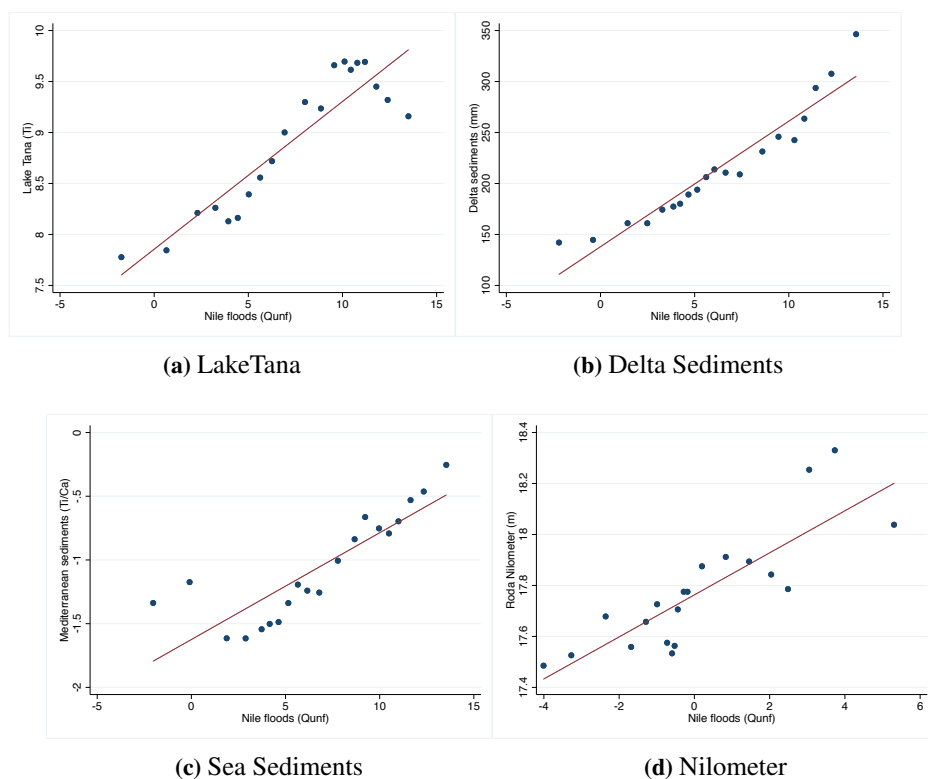 10
9.5
9
8.5
8
7.5
Lake Tana (Ti)
-5 0 5 10 15
Nile floods (Qunf)
350
300
250
200
150
100
Delta sediments (mm)
-5 0 5 10 15
Nile floods (Qunf)
(a) LakeTana
(b) Delta Sediments
0
-.5
-1
-1.5
-2
Mediterranean sediments (Ti/Ca)
-5 0 5 10 15
Nile floods (Qunf)
18.4
18.2
18
17.8
17.6
17.4
Roda Nilometer (m)
-4 -2 0 2 4 6
Nile floods (Qunf)
(c) Sea Sediments
(d) Nilometer